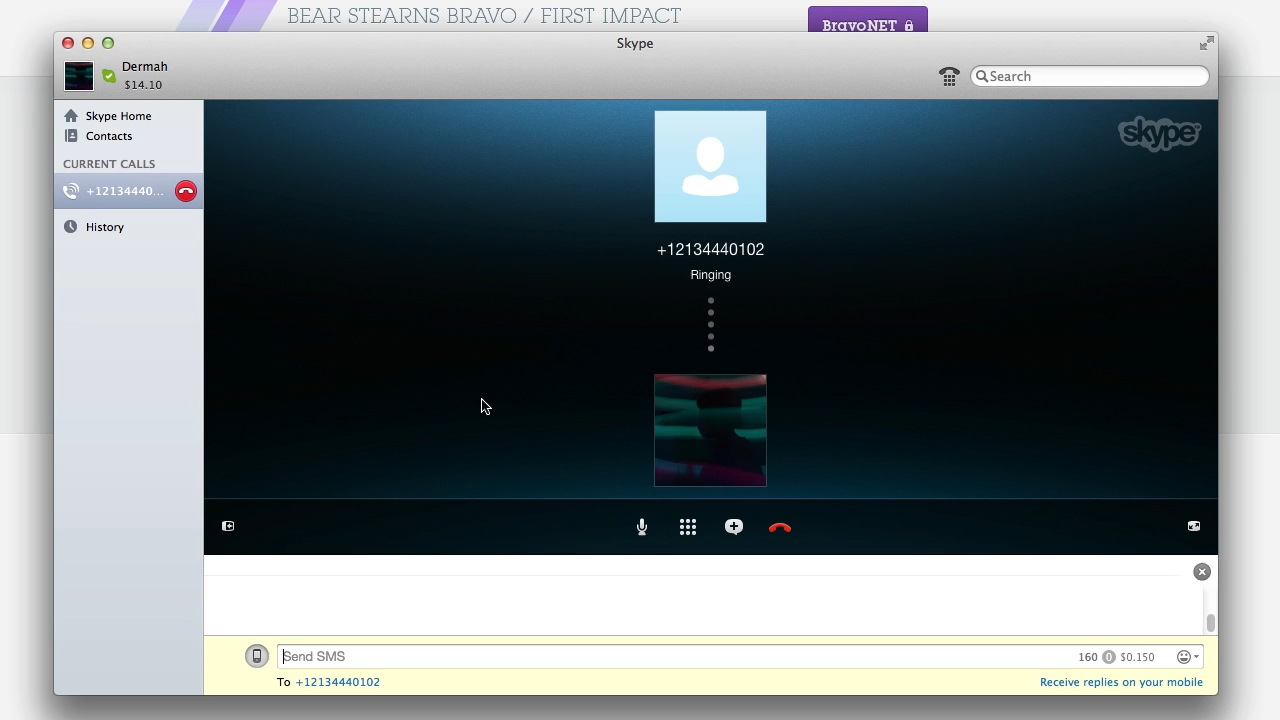 BEAR STEARNS BRAVO / FIRST IMPACT
BravoNET
Skype
Dermah
$14.10
Search
Skype Home
Contacts
CURRENT CALLS
+12134440...
History
skype
+12134440102
Ringing
Send SMS
160 0 $0.150
To +12134440102
Receive replies on your mobile